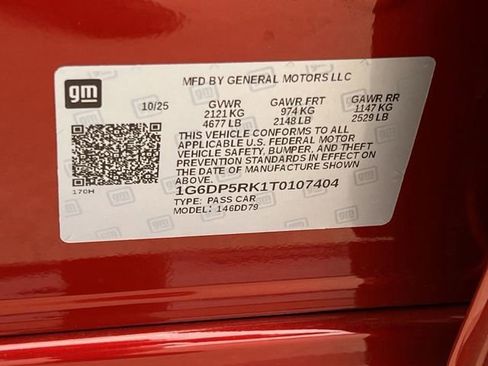 gm
MFD BY GENERAL MOTORS LLC
10/25 GVWR GAWR FRT GAWR RR
2121 KG 974 KG 1147 KG
4677 LB 2148 LB 2529 LB
THIS VEHICLE CONFORMS TO ALL
APPLICABLE U.S. FEDERAL MOTOR
VEHICLE SAFETY, BUMPER, AND THEFT
PREVENTION STANDARDS IN EFFECT ON
THE DATE OF MANUFACTURE SHOWN
ABOVE.
1G6DP5RK1T0107404
170H
TYPE: PASS CAR
MODEL: 146DD79